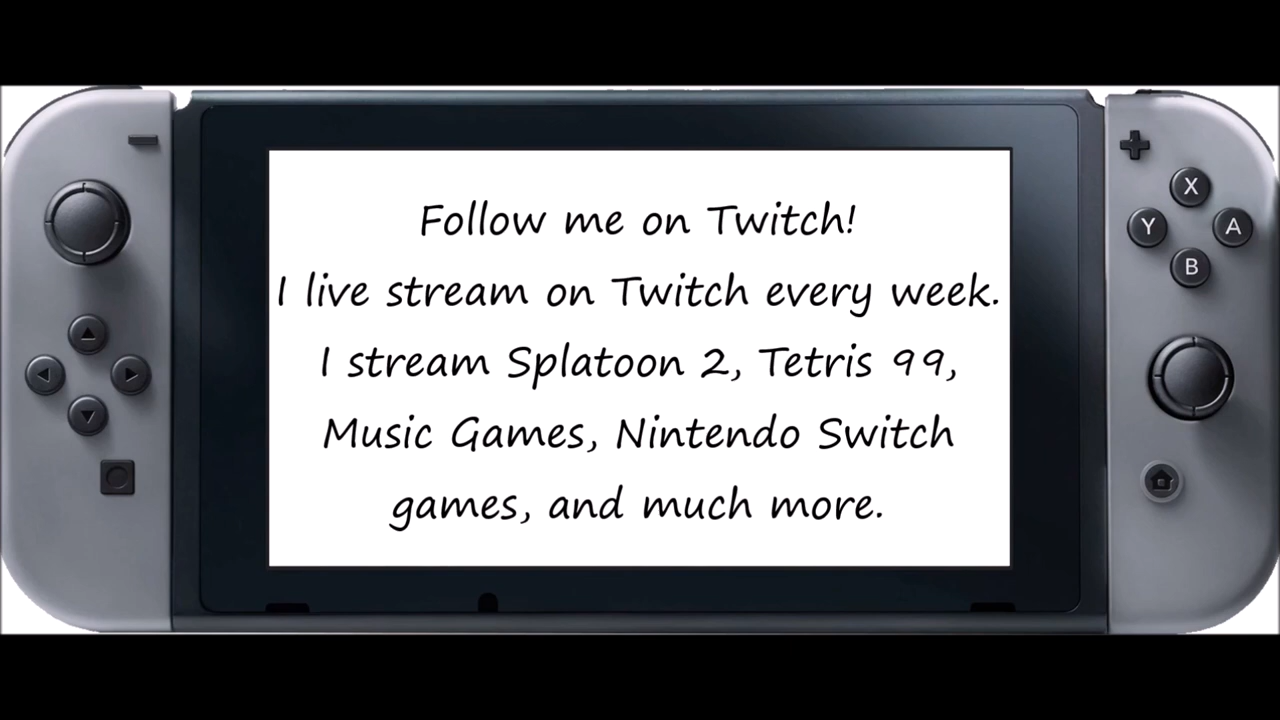 Follow me on Twitch!
I live stream on Twitch every week.
I stream Splatoon 2, Tetris 99,
Music Games, Nintendo Switch
games, and much more.
X
Y A
B